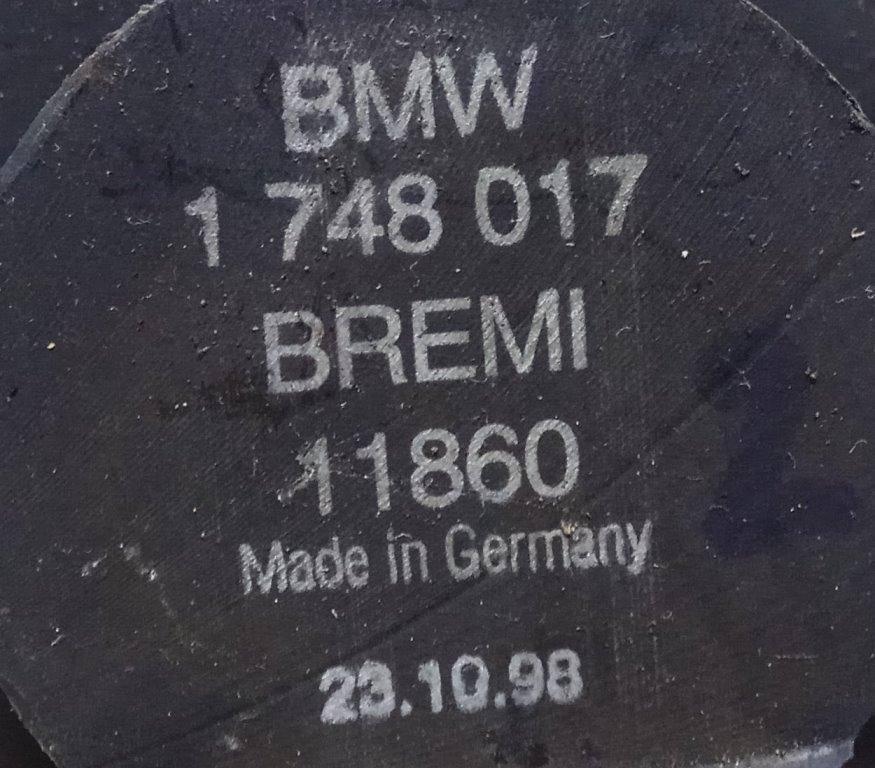 BMW
1 748 017
BREMI
11860
Made in Germany
23.10.98